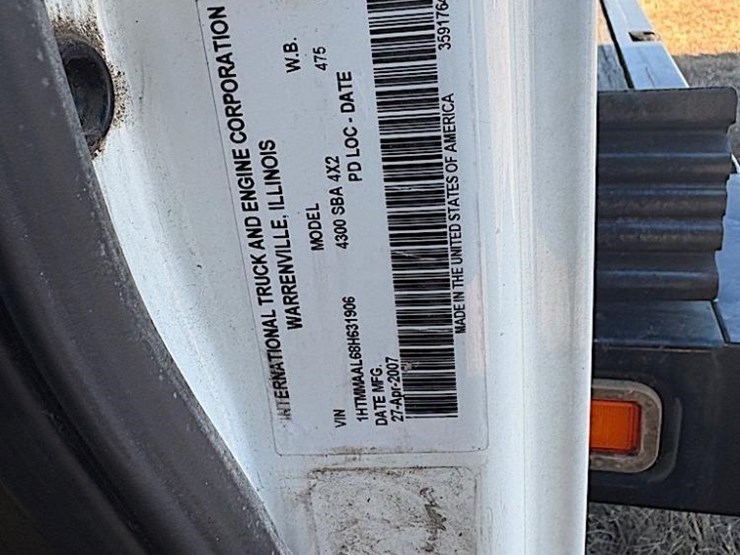 INTERNATIONAL TRUCK AND ENGINE CORPORATION
WARRENVILLE, ILLINOIS
MODEL W.B.
VIN 4300 SBA 4X2 475
1HTMMAAL68H631906 PD LOC - DATE
DATE MFG.
27-Apr-2007
MADE IN THE UNITED STATES OF AMERICA